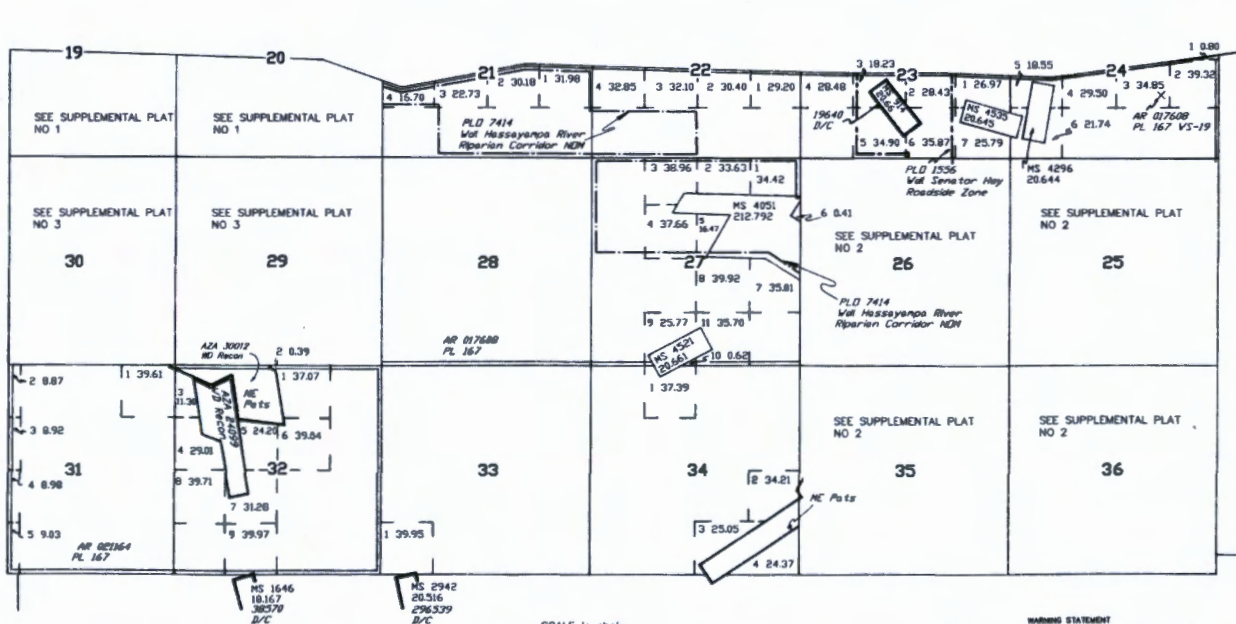 19
20
21
22
23
24
1 0.80
4 16.70
3 22.73
2 30.18
1 31.98
4 32.85
3 32.10
2 30.40
1 29.20
4 28.48
3 18.23
2 28.43
1 26.97
5 18.55
4 29.50
3 34.85
2 39.32
SEE SUPPLEMENTAL PLAT
NO 1
SEE SUPPLEMENTAL PLAT
NO 1
PLO 7414
Wdl Hassayampa River
Riparian Corridor NDM
19640
D/C
5 34.90
6 35.87
MS 4535
20.645
7 25.79
6 21.74
AR 017608
PL 167 VS-19
PLO 1556
Wdl Senator Hwy
Roadside Zone
MS 4296
20.644
SEE SUPPLEMENTAL PLAT
NO 3
SEE SUPPLEMENTAL PLAT
NO 3
30
29
28
27
26
25
3 38.96
2 33.63
1
34.42
MS 4051
212.792
4 37.66
5
16.47
6 0.41
SEE SUPPLEMENTAL PLAT
NO 2
SEE SUPPLEMENTAL PLAT
NO 2
8 39.92
7 35.81
PLO 7414
Wdl Hassayampa River
Riparian Corridor NDM
9 25.77
11 35.70
MS 4521
20.661
10 0.62
AR 017608
PL 167
AZA 30012
ND Recon
2 0.39
1 39.61
1 37.07
2 8.87
3
ME
Pats
AZA 24099
5 24.20
6 39.84
3 8.92
4 29.01
31
32
33
34
35
36
8 39.71
4 8.98
7 31.28
5 9.03
9 39.97
AR 021164
PL 167
1 39.95
1 37.39
2 34.21
ME Pats
3 25.05
4 24.37
SEE SUPPLEMENTAL PLAT
NO 2
SEE SUPPLEMENTAL PLAT
NO 2
MS 1646
18.167
38570
D/C
MS 2942
20.516
296539
D/C
WARNING STATEMENT